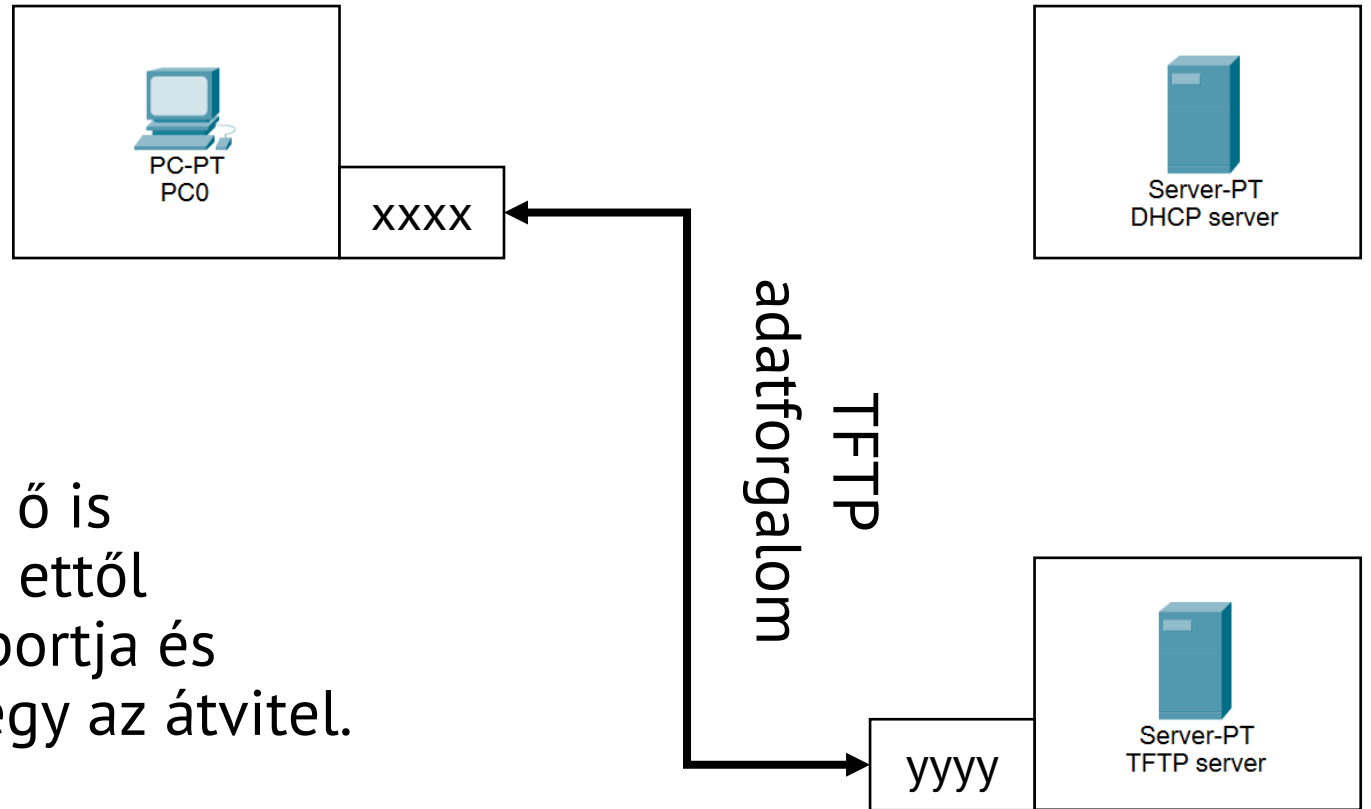 PC-PT
PC0
xxxx
Server-PT
DHCP server
TFTP
adatforgalom
ő is
ettől
portja és
egy az átvitel.
yyyy
Server-PT
TFTP server